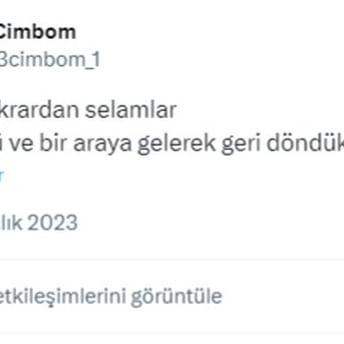 Cimbom
3cimbom_1
krardan selamlar
ve bir araya gelerek geri döndük
r
lık 2023
etkileşimlerini görüntüle